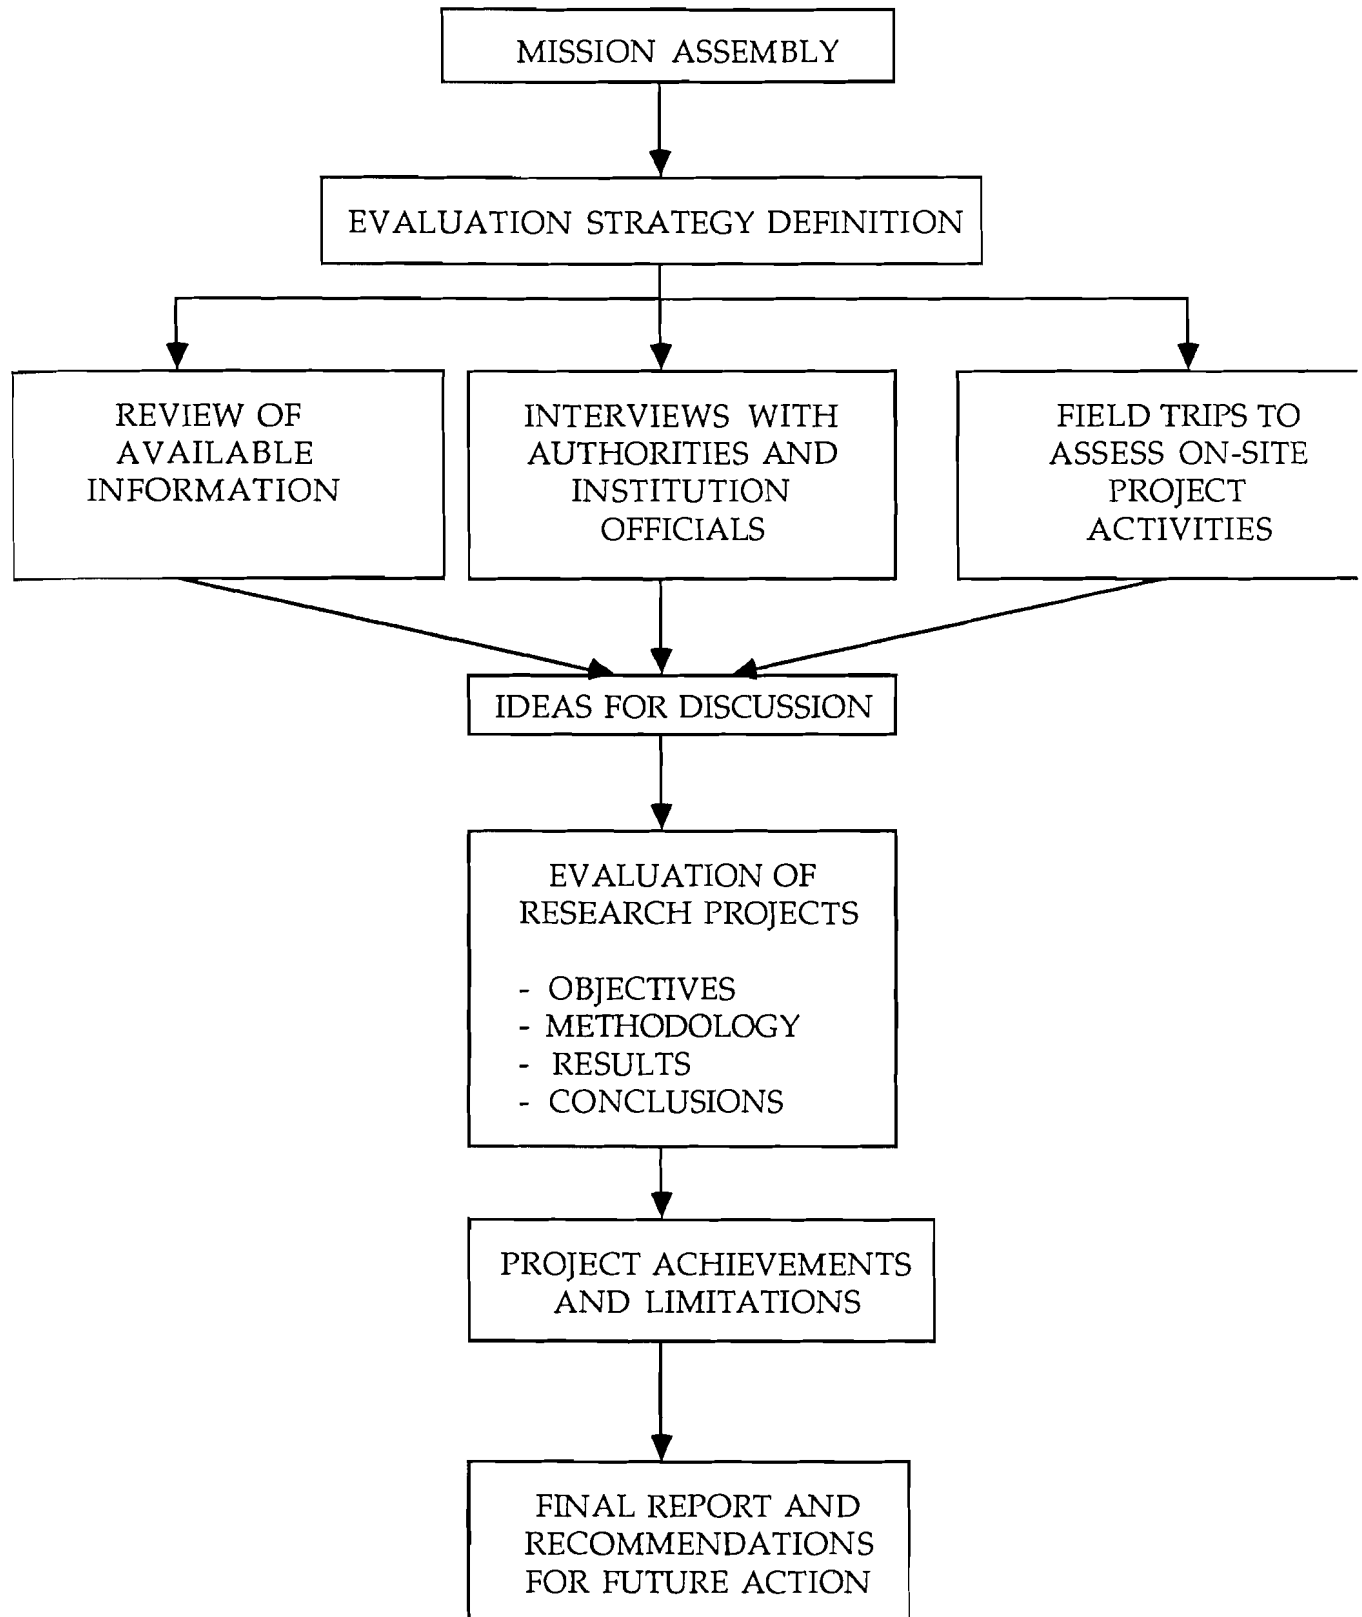 MISSION ASSEMBLY
EVALUATION STRATEGY DEFINITION
REVIEW OF
AVAILABLE
INFORMATION
INTERVIEWS WITH
AUTHORITIES AND
INSTITUTION
OFFICIALS
FIELD TRIPS TO
ASSESS ON-SITE
PROJECT
ACTIVITIES
IDEAS FOR DISCUSSION
EVALUATION OF
RESEARCH PROJECTS
- OBJECTIVES
- METHODOLOGY
- RESULTS
- CONCLUSIONS
PROJECT ACHIEVEMENTS
AND LIMITATIONS
FINAL REPORT AND
RECOMMENDATIONS
FOR FUTURE ACTION